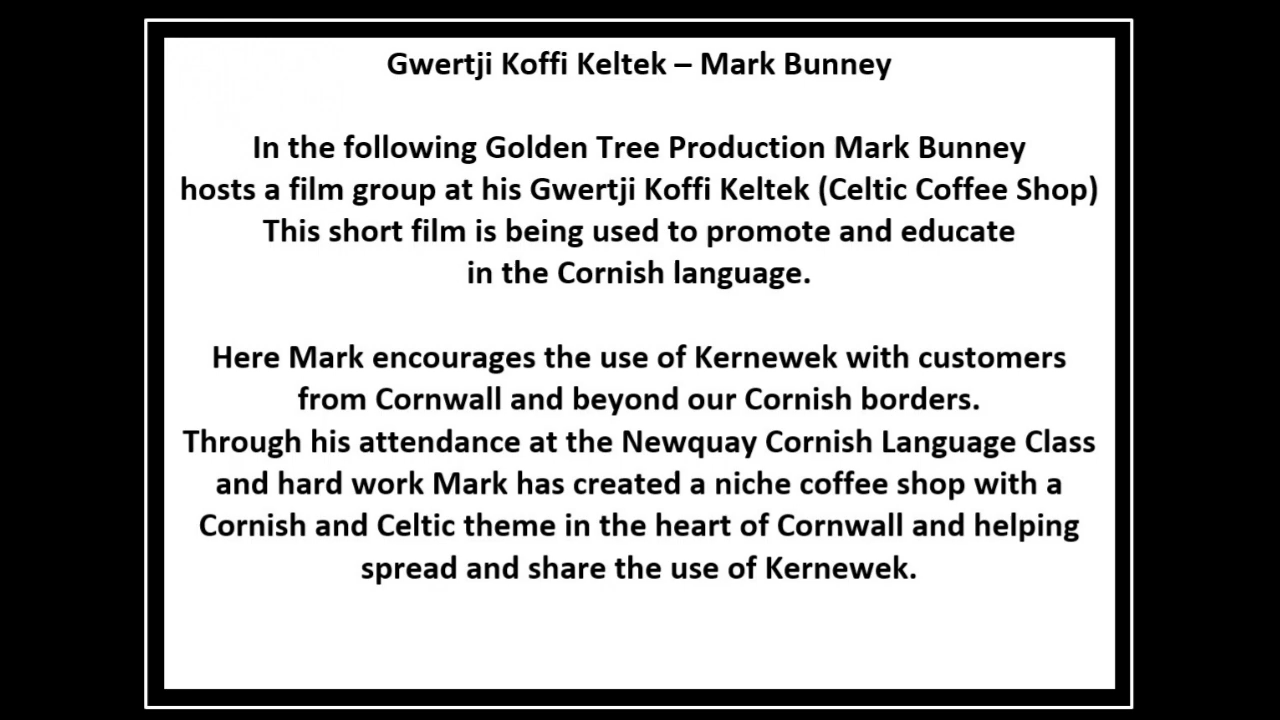 Gwertji Koffi Keltek – Mark Bunney
In the following Golden Tree Production Mark Bunney
hosts a film group at his Gwertji Koffi Keltek (Celtic Coffee Shop)
This short film is being used to promote and educate
in the Cornish language.
Here Mark encourages the use of Kernewek with customers
from Cornwall and beyond our Cornish borders.
Through his attendance at the Newquay Cornish Language Class
and hard work Mark has created a niche coffee shop with a
Cornish and Celtic theme in the heart of Cornwall and helping
spread and share the use of Kernewek.